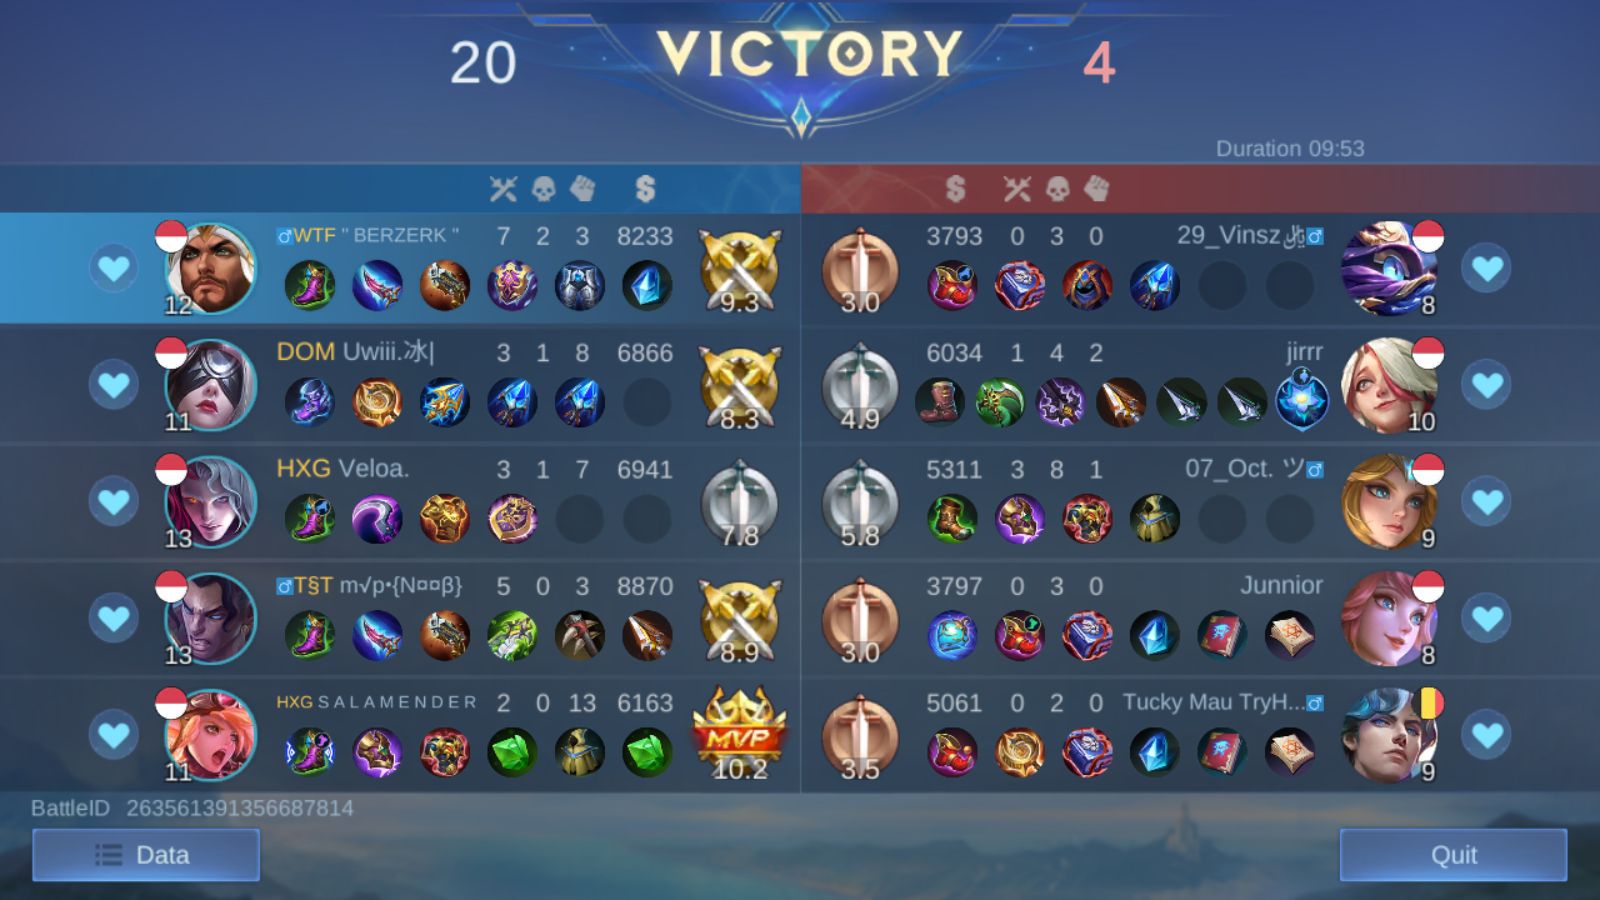 20 VICTORY 4
Duration 09:53
♂WTF " BERZERK " 7 2 3 8233
12 9.3
3793 0 3 0 29_Vinsz﷼♂
3.0 8
DOM Uwiii.冰| 3 1 8 6866
11 8.3
6034 1 4 2 jirrr
4.9 10
HXG Veloa. 3 1 7 6941
13 7.8
5311 3 8 1 07_Oct. ツ♂
5.8 9
♂T§T m√p•{N¤¤β} 5 0 3 8870
13 8.9
3797 0 3 0 Junnior
3.0 8
HXG S A L A M E N D E R 2 0 13 6163
11 MVP 10.2
5061 0 2 0 Tucky Mau TryH...♂
3.5 9
BattleID 263561391356687814
Data
Quit